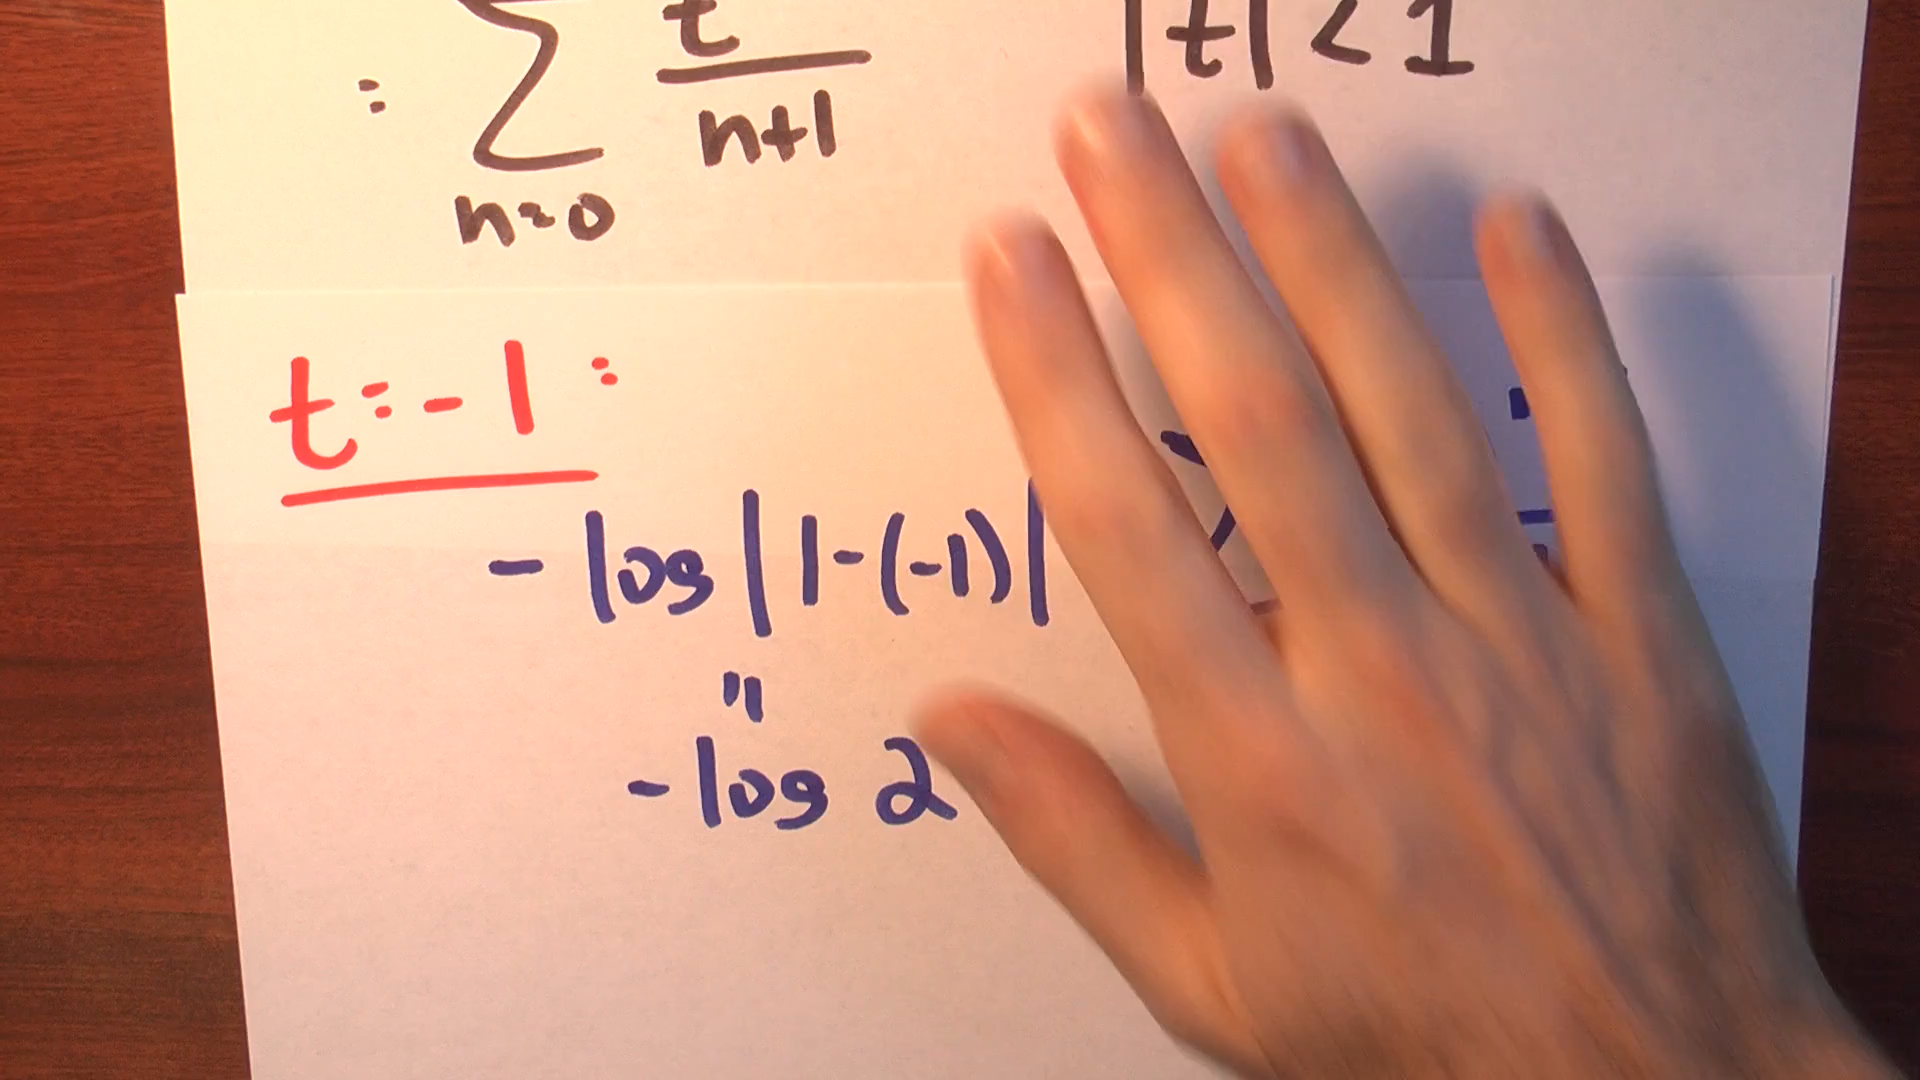 = ∑ t / n+1 |t| < 1
n=0
t = -1 :
- log | 1 - (-1) |
"
- log 2